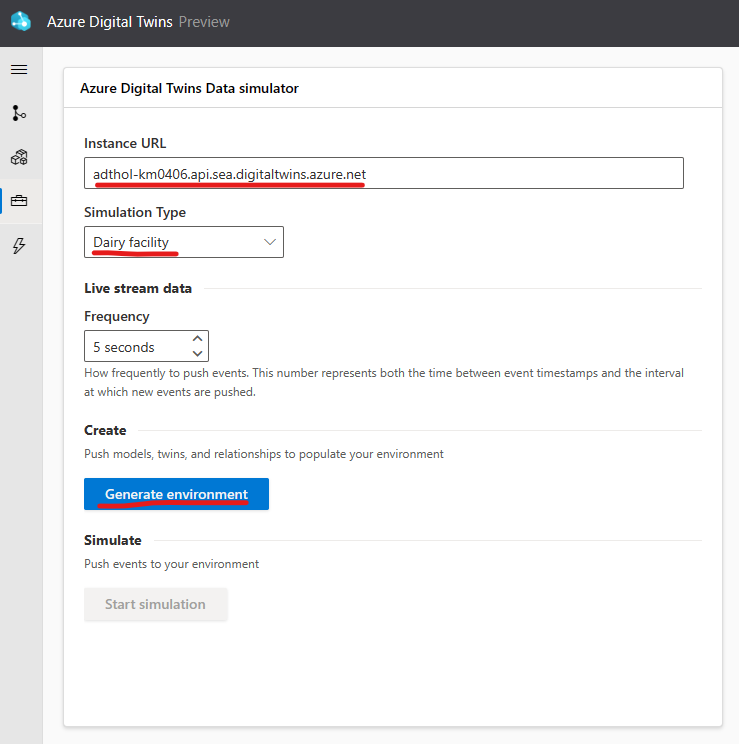 Azure Digital Twins Preview
Azure Digital Twins Data simulator
Instance URL
adthol-km0406.api.sea.digitaltwins.azure.net
Simulation Type
Dairy facility
Live stream data
Frequency
5 seconds
How frequently to push events. This number represents both the time between event timestamps and the interval
at which new events are pushed.
Create
Push models, twins, and relationships to populate your environment
Generate environment
Simulate
Push events to your environment
Start simulation